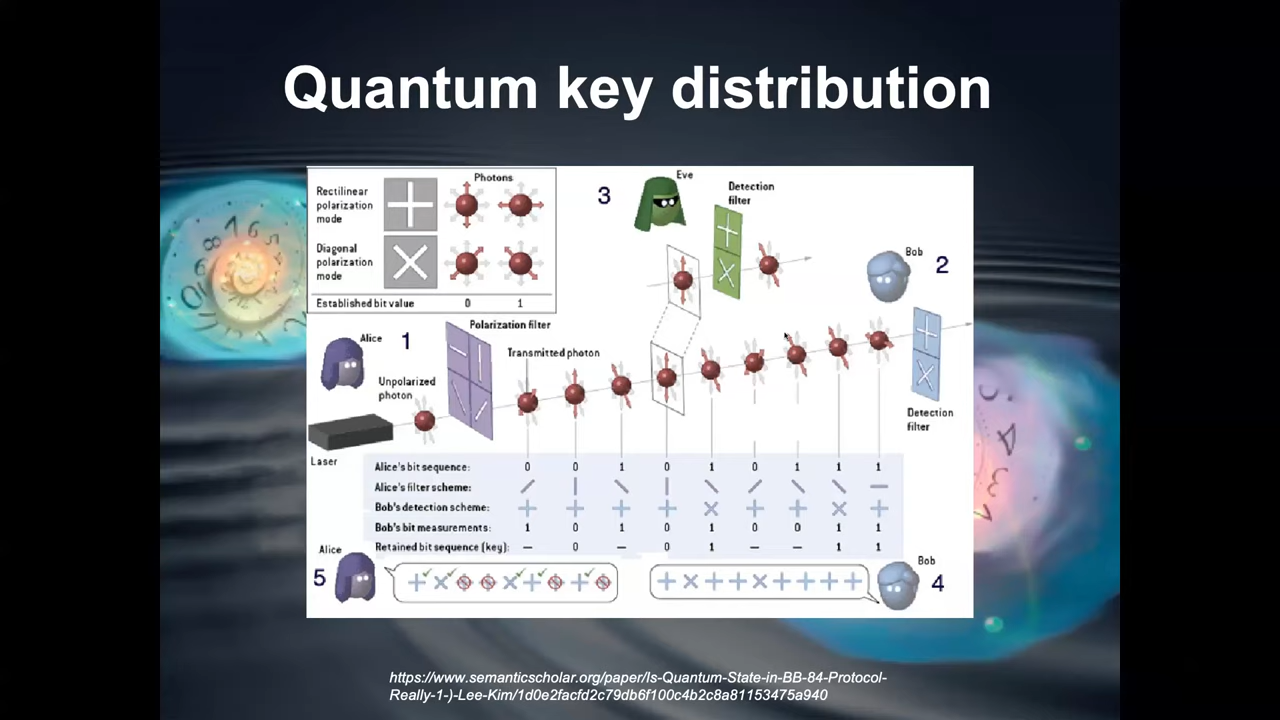 Quantum key distribution
Photons
Rectilinear
polarization
mode
Diagonal
polarization
mode
Established bit value 0 1
3
Eve
Detection
filter
Bob
2
Alice
1
Polarization filter
Transmitted photon
Unpolarized
photon
Laser
Detection
filter
Alice's bit sequence: 0 0 1 0 1 0 1 1 1
Alice's filter scheme:
Bob's detection scheme:
Bob's bit measurements: 1 0 1 0 1 0 0 1 1
Retained bit sequence (key): – 0 – 0 1 – – 1 1
Alice
5
Bob
4
https://www.semanticscholar.org/paper/Is-Quantum-State-in-BB-84-Protocol-
Really-1-)-Lee-Kim/1d0e2facfd2c79db6f100c4b2c8a81153475a940